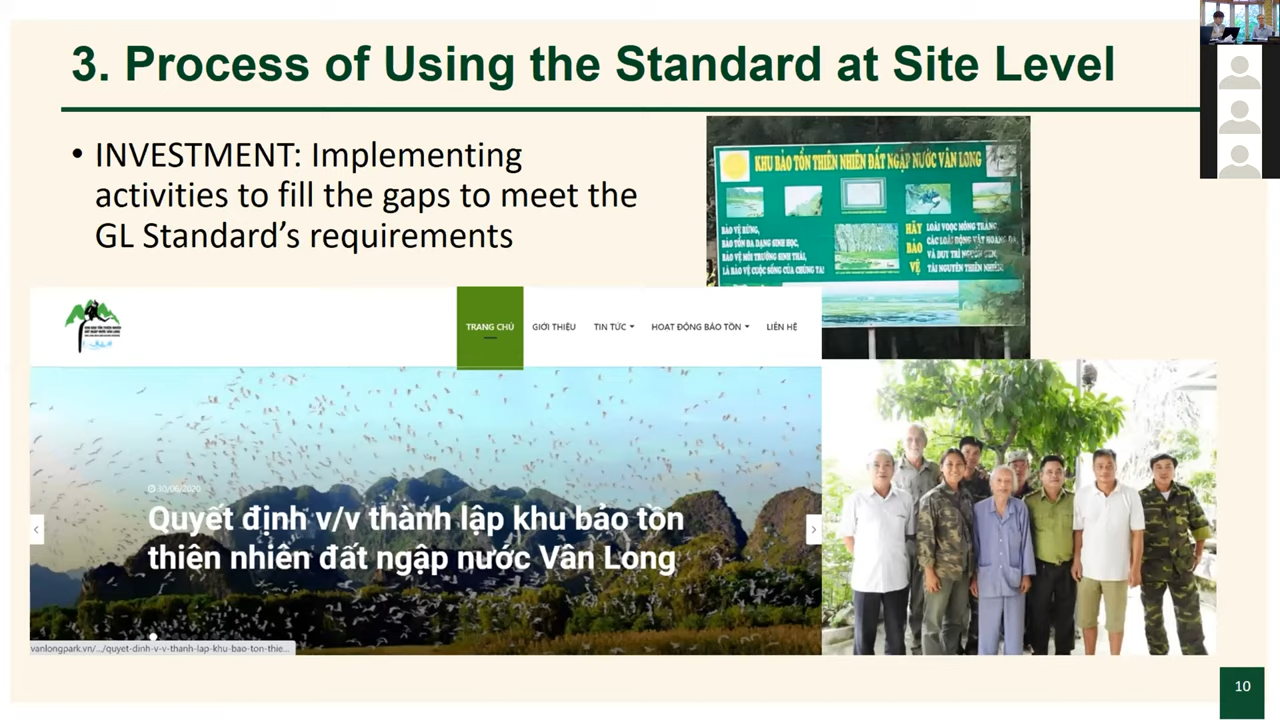 3. Process of Using the Standard at Site Level
• INVESTMENT: Implementing
activities to fill the gaps to meet the
GL Standard’s requirements
KHU BẢO TỒN THIÊN NHIÊN ĐẤT NGẬP NƯỚC VÂN LONG
BẢO VỆ RỪNG,
BẢO TỒN ĐA DẠNG SINH HỌC,
BẢO VỆ MÔI TRƯỜNG SINH THÁI,
LÀ BẢO VỆ CUỘC SỐNG CỦA CHÚNG TA!
HÃY
BẢO
VỆ
LOÀI VOỌC MÔNG TRẮNG
CÁC LOÀI ĐỘNG VẬT HOANG
VÀ DUY TRÌ NGUỒN GEN,
TÀI NGUYÊN THIÊN NHIÊN
TRANG CHỦ GIỚI THIỆU TIN TỨC HOẠT ĐỘNG BẢO TỒN LIÊN HỆ
30/06/2020
Quyết định v/v thành lập khu bảo tồn
thiên nhiên đất ngập nước Vân Long
vanlongpark.vn/.../quyet-dinh-v-v-thanh-lap-khu-bao-ton-thie...
10